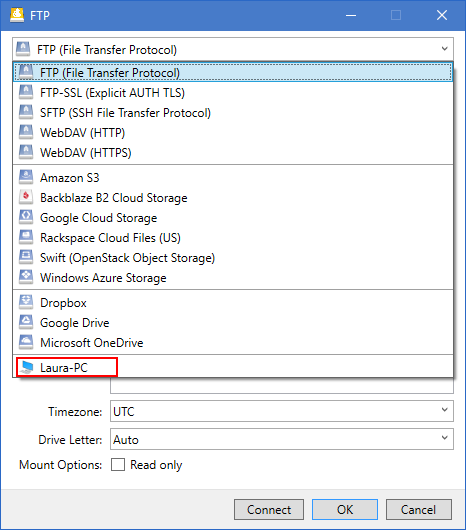 FTP
FTP (File Transfer Protocol)
FTP (File Transfer Protocol)
FTP-SSL (Explicit AUTH TLS)
SFTP (SSH File Transfer Protocol)
WebDAV (HTTP)
WebDAV (HTTPS)
Amazon S3
Backblaze B2 Cloud Storage
Google Cloud Storage
Rackspace Cloud Files (US)
Swift (OpenStack Object Storage)
Windows Azure Storage
Dropbox
Google Drive
Microsoft OneDrive
Laura-PC
Timezone: UTC
Drive Letter: Auto
Mount Options: Read only
Connect OK Cancel